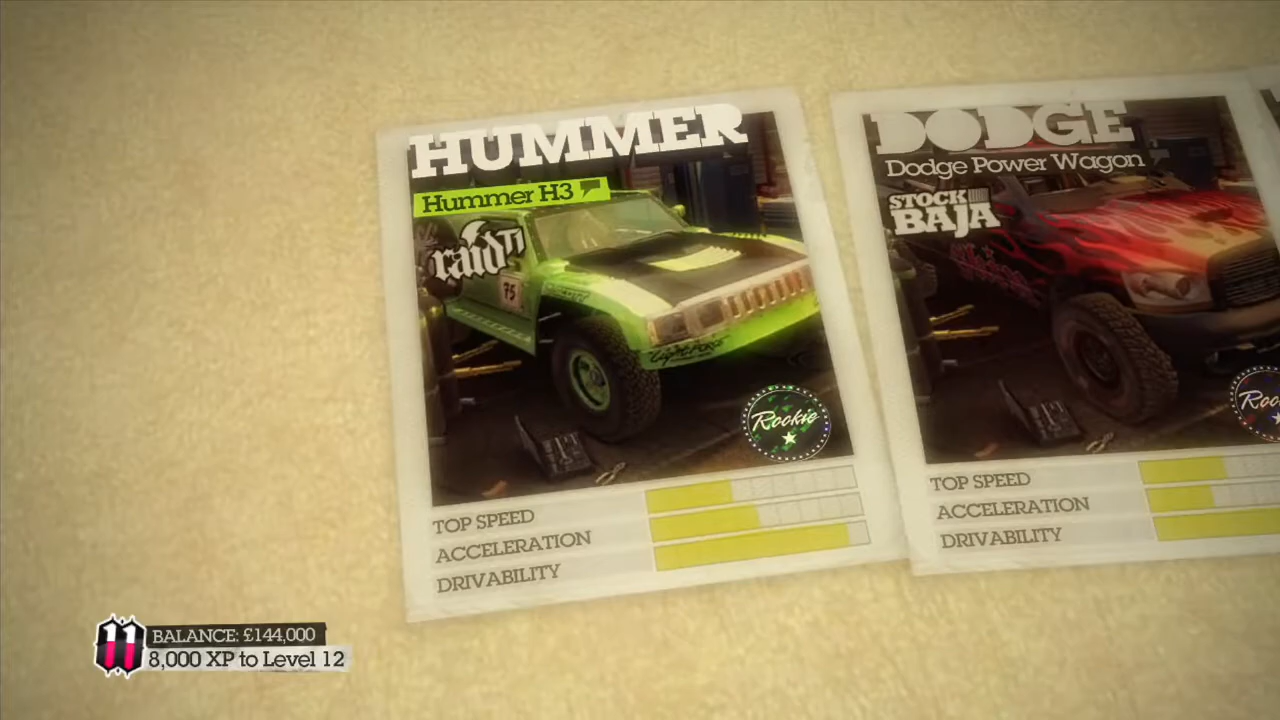 HUMMER
Hummer H3
raid T1
75
Rookie
TOP SPEED
ACCELERATION
DRIVABILITY
DODGE
Dodge Power Wagon
STOCK
BAJA
TOP SPEED
ACCELERATION
DRIVABILITY
11
BALANCE: £144,000
8,000 XP to Level 12